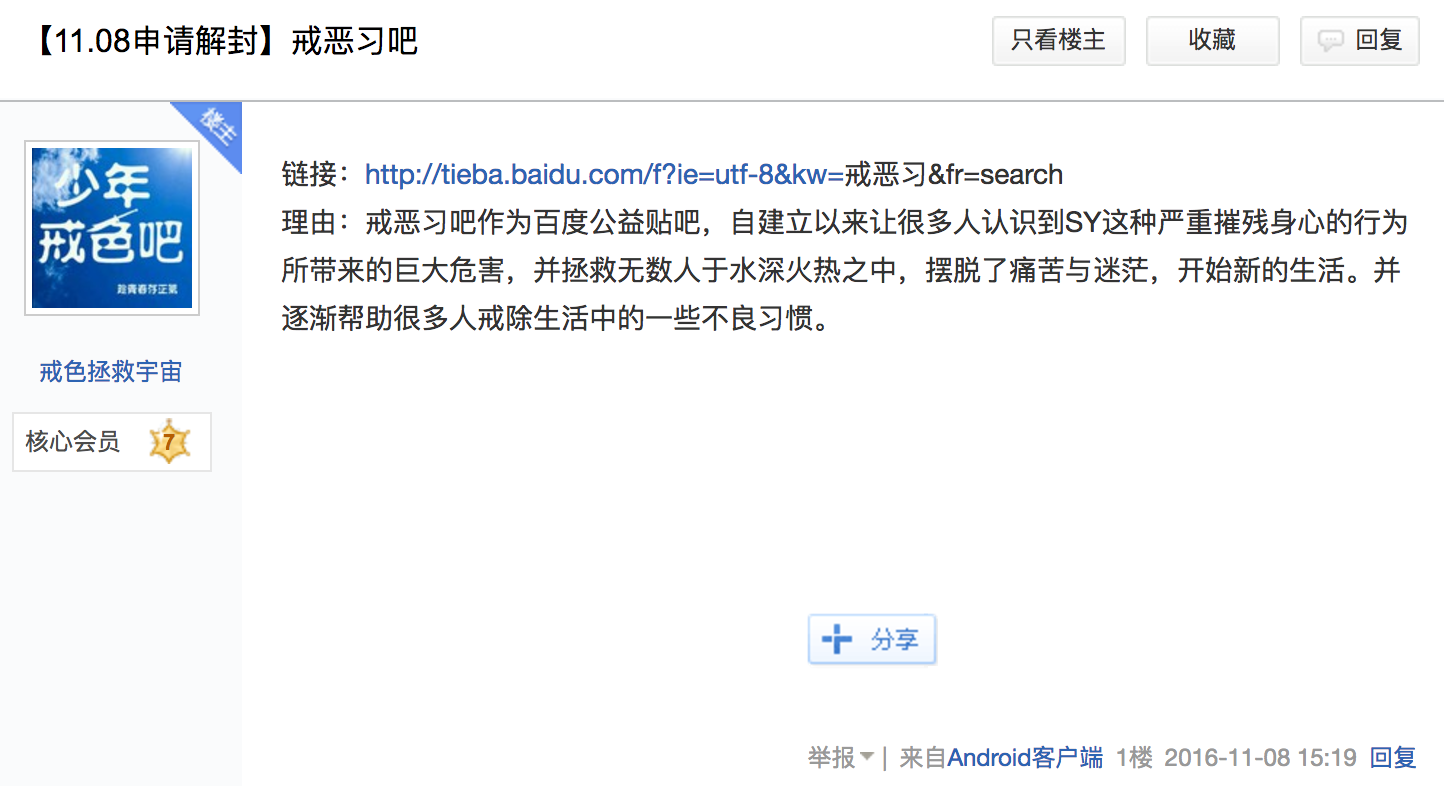 【11.08申请解封】戒恶习吧
只看楼主
收藏
回复
楼主
少年
戒色吧
趁青春存正气
戒色拯救宇宙
核心会员 7
链接：http://tieba.baidu.com/f?ie=utf-8&kw=戒恶习&fr=search
理由：戒恶习吧作为百度公益贴吧，自建立以来让很多人认识到SY这种严重摧残身心的行为
所带来的巨大危害，并拯救无数人于水深火热之中，摆脱了痛苦与迷茫，开始新的生活。并
逐渐帮助很多人戒除生活中的一些不良习惯。
分享
举报 | 来自Android客户端 1楼 2016-11-08 15:19 回复